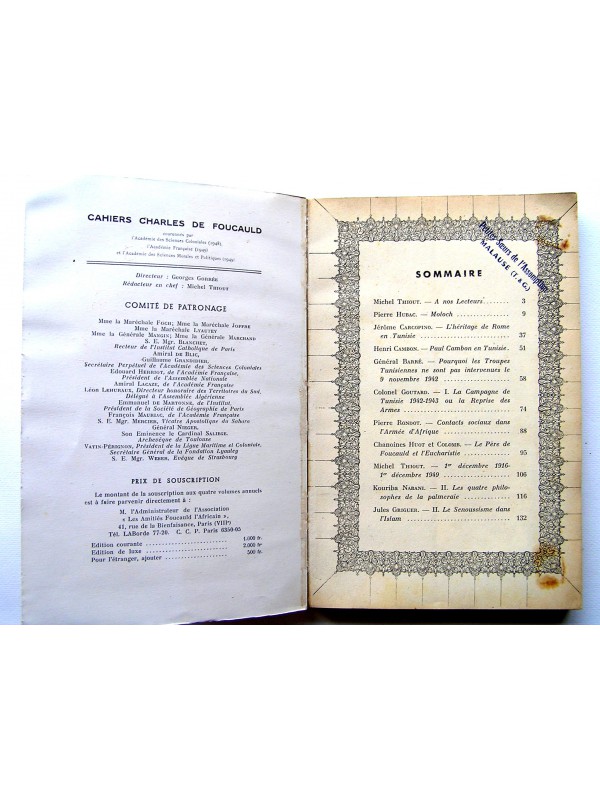 CAHIERS CHARLES DE FOUCAULD
couronnés par
l'Académie des Sciences Coloniales (1948),
l'Académie Française (1949)
et l'Académie des Sciences Morales et Politiques (1949)
Directeur : Georges Gorrée
Rédacteur en chef : Michel Thiout
COMITÉ DE PATRONAGE
Mme la Maréchale Foch; Mme la Maréchale Joffre
Mme la Maréchale Lyautey
Mme la Générale Mangin; Mme la Générale Marchand
S. E. Mgr. Blanchet,
Recteur de l'Institut Catholique de Paris
Amiral de Blic,
Guillaume Grandidier,
Secrétaire Perpétuel de l'Académie des Sciences Coloniales
Edouard Herriot, de l'Académie Française,
Président de l'Assemblée Nationale
Amiral Lacaze, de l'Académie Française
Léon Lehuraux, Directeur honoraire des Territoires du Sud,
Délégué à l'Assemblée Algérienne
Emmanuel de Martonne, de l'Institut,
Président de la Société de Géographie de Paris
François Mauriac, de l'Académie Française
S. E. Mgr. Mercier, Vicaire Apostolique du Sahara
Général Nieger,
Son Eminence le Cardinal Saliège,
Archevêque de Toulouse
Vatin-Pérignon, Président de la Ligue Maritime et Coloniale,
Secrétaire Général de la Fondation Lyautey
S. E. Mgr. Weber, Evêque de Strasbourg
PRIX DE SOUSCRIPTION
Le montant de la souscription aux quatre volumes annuels
est à faire parvenir directement à :
M. l'Administrateur de l'Association
« Les Amitiés Foucauld l'Africain »,
41, rue de la Bienfaisance, Paris (VIIIe)
Tél. LABorde 77-30. C. C. P. Paris 6350-05
Edition courante 1.000 fr
Edition de luxe 2.000 fr
Pour l'étranger, ajouter 500 fr.
Petites Sœurs de l'Assomption
MALAUSE (T. & G.)
SOMMAIRE
Michel Thiout. — A nos Lecteurs 3
Pierre Hubac. — Moloch 9
Jérôme Carcopino. — L'héritage de Rome
en Tunisie 37
Henri Cambon. — Paul Cambon en Tunisie. 51
Général Barré. — Pourquoi les Troupes
Tunisiennes ne sont pas intervenues le
9 novembre 1942 58
Colonel Goutard. — I. La Campagne de
Tunisie 1942-1943 ou la Reprise des
Armes 74
Pierre Rondot. — Contacts sociaux dans
l'Armée d'Afrique 88
Chanoines Huot et Colomb. — Le Père de
Foucauld et l'Eucharistie 95
Michel Thiout. — 1er décembre 1916-
1er décembre 1949 106
Kouriba Nabani. — II. Les quatre philo-
sophes de la palmeraie 116
Jules Griguer. — II. Le Senoussisme dans
l'Islam 132